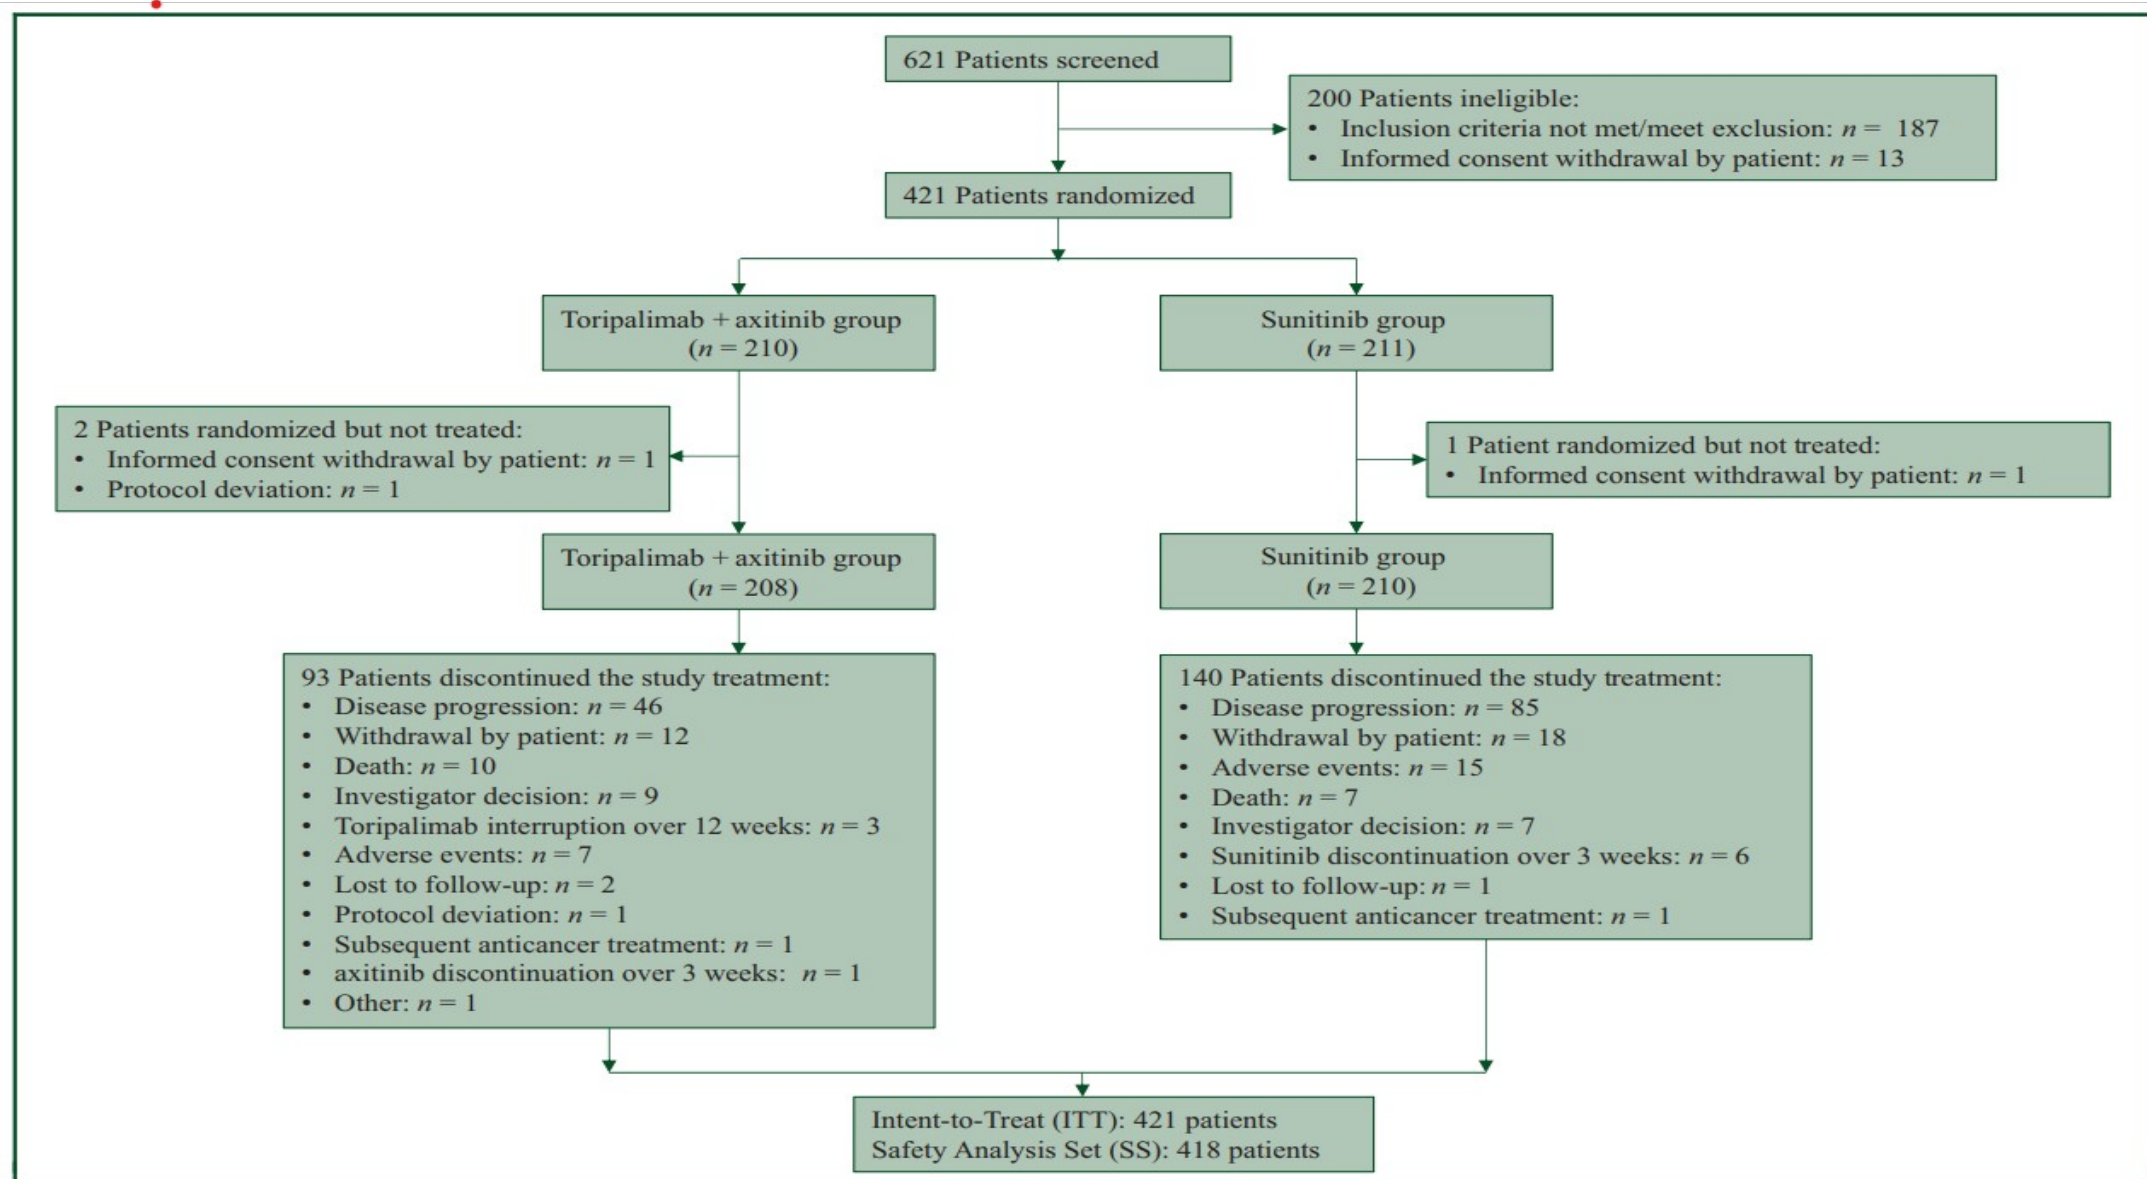 621 Patients screened
200 Patients ineligible:
• Inclusion criteria not met/meet exclusion: n = 187
• Informed consent withdrawal by patient: n = 13
421 Patients randomized
Toripalimab + axitinib group
(n = 210)
Sunitinib group
(n = 211)
2 Patients randomized but not treated:
• Informed consent withdrawal by patient: n = 1
• Protocol deviation: n = 1
1 Patient randomized but not treated:
• Informed consent withdrawal by patient: n = 1
Toripalimab + axitinib group
(n = 208)
Sunitinib group
(n = 210)
93 Patients discontinued the study treatment:
• Disease progression: n = 46
• Withdrawal by patient: n = 12
• Death: n = 10
• Investigator decision: n = 9
• Toripalimab interruption over 12 weeks: n = 3
• Adverse events: n = 7
• Lost to follow-up: n = 2
• Protocol deviation: n = 1
• Subsequent anticancer treatment: n = 1
• axitinib discontinuation over 3 weeks: n = 1
• Other: n = 1
140 Patients discontinued the study treatment:
• Disease progression: n = 85
• Withdrawal by patient: n = 18
• Adverse events: n = 15
• Death: n = 7
• Investigator decision: n = 7
• Sunitinib discontinuation over 3 weeks: n = 6
• Lost to follow-up: n = 1
• Subsequent anticancer treatment: n = 1
Intent-to-Treat (ITT): 421 patients
Safety Analysis Set (SS): 418 patients